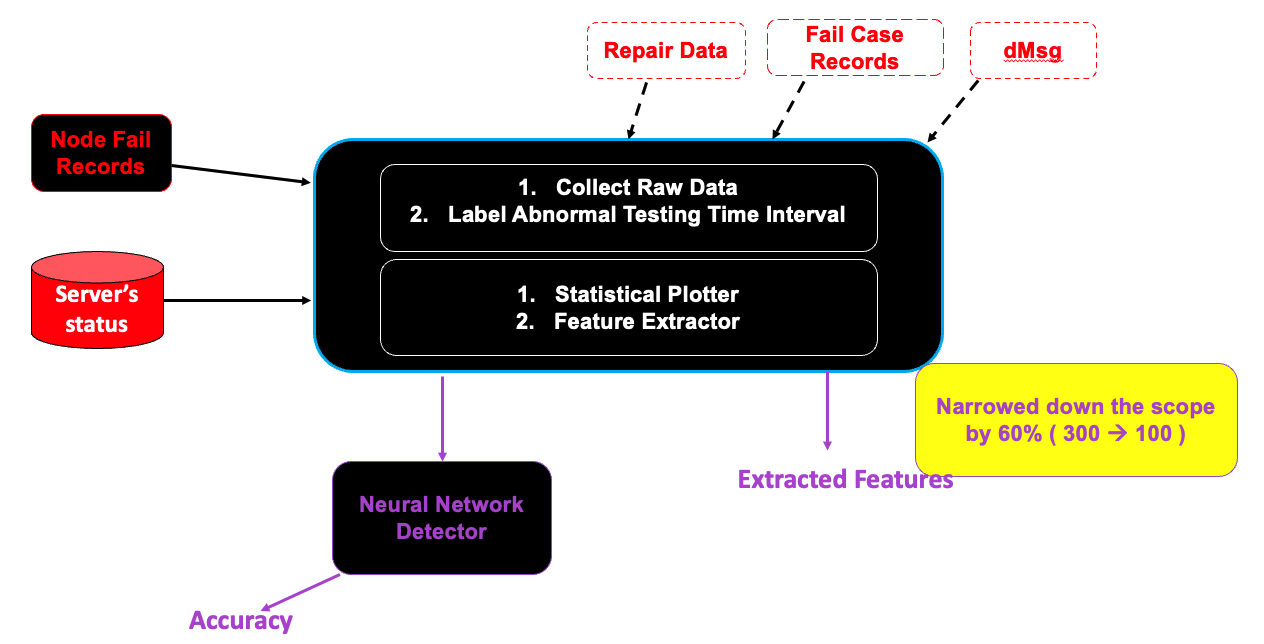 Repair Data
Fail Case
Records
dMsg
Node Fail
Records
1. Collect Raw Data
2. Label Abnormal Testing Time Interval
Server’s
status
1. Statistical Plotter
2. Feature Extractor
Narrowed down the scope
by 60% ( 300 → 100 )
Extracted Features
Neural Network
Detector
Accuracy